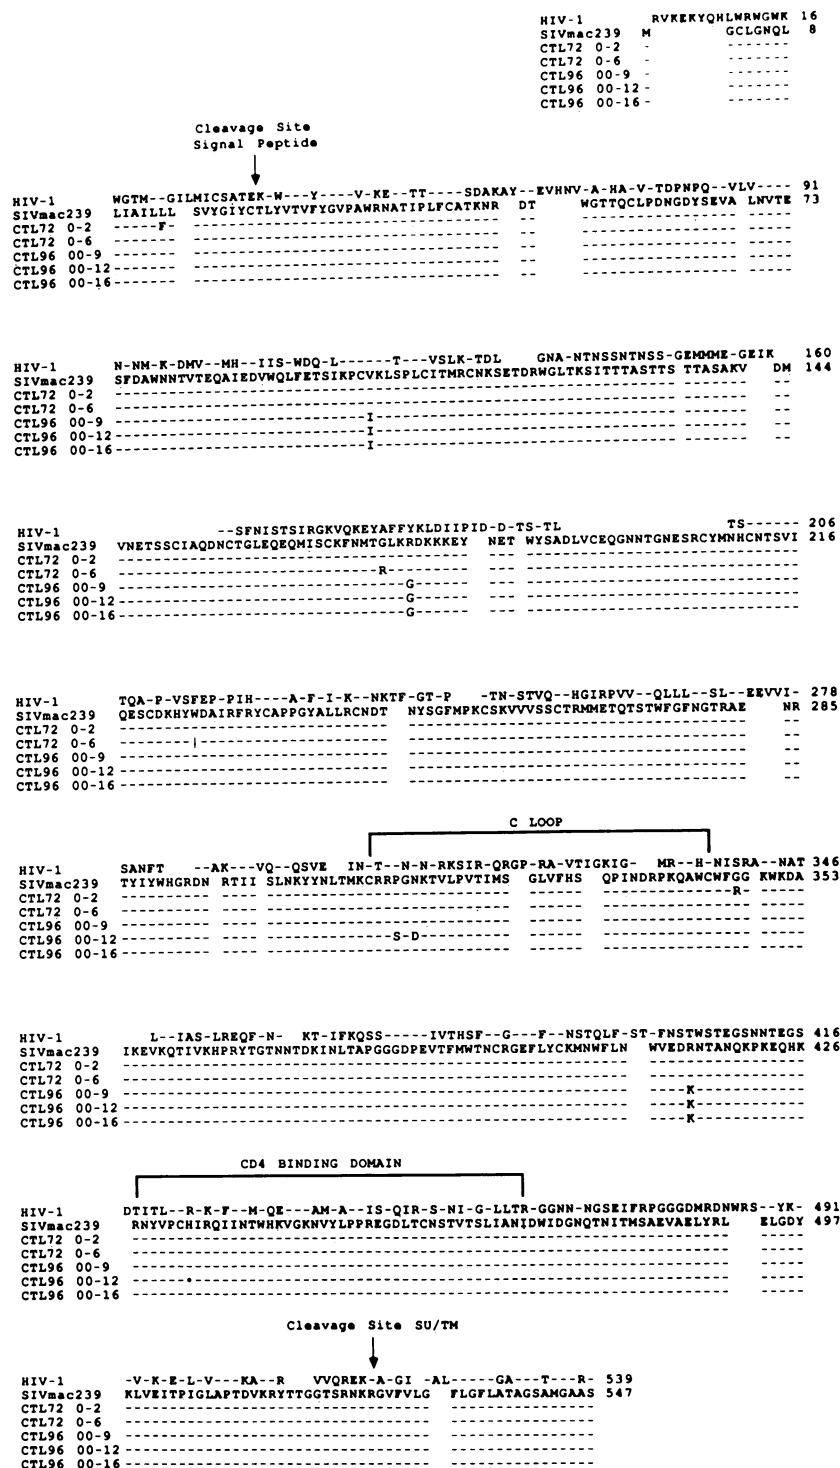 HIV-1 RVKEKYQHLWRWGWK 16
SIVmac239 M GCLGNQL 8
CTL72 0-2 - -------
CTL72 0-6 - -------
CTL96 00-9 - -------
CTL96 00-12 - -------
CTL96 00-16 - -------
Cleavage Site
Signal Peptide
HIV-1 WGTM--GILMICSATEK-W---Y----V-KE--TT----SDAKAY--EVHNV-A-HA-V-TDPNPQ--VLV---- 91
SIVmac239 LIAILLL SVYGIYCTLYVTVFYGVPAWRNATIPLFCATKNR DT WGTTQCLPDNGDYSEVA LNVTE 73
CTL72 0-2 -----F- --------------------------------- -- ------------------- -----
CTL72 0-6 ------- --------------------------------- -- ------------------- -----
CTL96 00-9 ------- --------------------------------- -- ------------------- -----
CTL96 00-12 ------- --------------------------------- -- ------------------- -----
CTL96 00-16 ------- --------------------------------- -- ------------------- -----
HIV-1 N-NM-K-DMV--MH--IIS-WDQ-L------T---VSLK-TDL GNA-NTNSSNTNSS-GEMMME-GEIK 160
SIVmac239 SFDAWNNTVTEQAIEDVWQLFETSIKPCVKLSPLCITMRCNKSETDRWGLTKSITTTASTTS TTASAKV DM 144
CTL72 0-2 -------------------------------------------------------------- ------- --
CTL72 0-6 -------------------------------------------------------------- ------- --
CTL96 00-9 ----------------------------I--------------------------------- ------- --
CTL96 00-12 ----------------------------I--------------------------------- ------- --
CTL96 00-16 ----------------------------I--------------------------------- ------- --
HIV-1 --SFNISTSIRGKVQKEYAFFYKLDIIPID-D-TS-TL TS------ 206
SIVmac239 VNETSSCIAQDNCTGLEQEQMISCKFNMTGLKRDKKKEY NET WYSADLVCEQGNNTGNESRCYMNHCNTSVI 216
CTL72 0-2 --------------------------------------- --- ------------------------------
CTL72 0-6 -----------------------------R--------- --- ------------------------------
CTL96 00-9 --------------------------------G------ --- ------------------------------
CTL96 00-12 --------------------------------G------ --- ------------------------------
CTL96 00-16 --------------------------------G------ --- ------------------------------
HIV-1 TQA-P-VSFEP-PIH----A-F-I-K--NKTF-GT-P -TN-STVQ--HGIRPVV--QLLL--SL--EEVVI- 278
SIVmac239 QESCDKHYWDAIRFRYCAPPGYALLRCNDT NYSGFMPKCSKVVVSSCTRMMETQTSTWFGFNGTRAE NR 285
CTL72 0-2 ------------------------------ ------------------------------------- --
CTL72 0-6 --------|--------------------- ------------------------------------- --
CTL96 00-9 ------------------------------ ------------------------------------- --
CTL96 00-12 ------------------------------ ------------------------------------- --
CTL96 00-16 ------------------------------ ------------------------------------- --
C LOOP
HIV-1 SANFT --AK---VQ--QSVE IN-T--N-N-RKSIR-QRGP-RA-VTIGKIG- MR--H-NISRA--NAT 346
SIVmac239 TYIYWHGRDN RTII SLNKYYNLTMKCRRPGNKTVLPVTIMS GLVFHS QPINDRPKQAWCWFGG KWKDA 353
CTL72 0-2 ---------- ---- --------------------------- ------ ---------------R- -----
CTL72 0-6 ---------- ---- --------------------------- ------ ----------------- -----
CTL96 00-9 ---------- ---- --------------------------- ------ ----------------- -----
CTL96 00-12 ---------- ---- -------------S-D----------- ------ ----------------- -----
CTL96 00-16 ---------- ---- --------------------------- ------ ----------------- -----
HIV-1 L--IAS-LREQF-N- KT-IFKQSS-----IVTHSF--G---F--NSTQLF-ST-FNSTWSTEGSNNTEGS 416
SIVmac239 IKEVKQTIVKHPRYTGTNNTDKINLTAPGGGDPEVTFMWTNCRGEFLYCKMNWFLN WVEDRNTANQKPKEQHK 426
CTL72 0-2 -------------------------------------------------------- -----------------
CTL72 0-6 -------------------------------------------------------- -----------------
CTL96 00-9 -------------------------------------------------------- ----K------------
CTL96 00-12 -------------------------------------------------------- ----K------------
CTL96 00-16 -------------------------------------------------------- ----K------------
CD4 BINDING DOMAIN
HIV-1 DTITL--R-K-F--M-QE---AM-A--IS-QIR-S-NI-G-LLTR-GGNN-NGSEIFRPGGGDMRDNWRS--YK- 491
SIVmac239 RNYVPCHIRQIINTWHKVGKNVYLPPREGDLTCNSTVTSLIANIDWIDGNQTNITMSAEVAELYRL ELGDY 497
CTL72 0-2 ------------------------------------------------------------------ -----
CTL72 0-6 ------------------------------------------------------------------ -----
CTL96 00-9 ------------------------------------------------------------------ -----
CTL96 00-12 ------•----------------------------------------------------------- -----
CTL96 00-16 ------------------------------------------------------------------ -----
Cleavage Site SU/TM
HIV-1 -V-K-E-L-V---KA--R VVQREK-A-GI -AL-----GA---T---R- 539
SIVmac239 KLVEITPIGLAPTDVKRYTTGGTSRNKRGVFVLG FLGFLATAGSAMGAAS 547
CTL72 0-2 ---------------------------------- ----------------
CTL72 0-6 ---------------------------------- ----------------
CTL96 00-9 ---------------------------------- ----------------
CTL96 00-12 ---------------------------------- ----------------
CTL96 00-16 ---------------------------------- ----------------